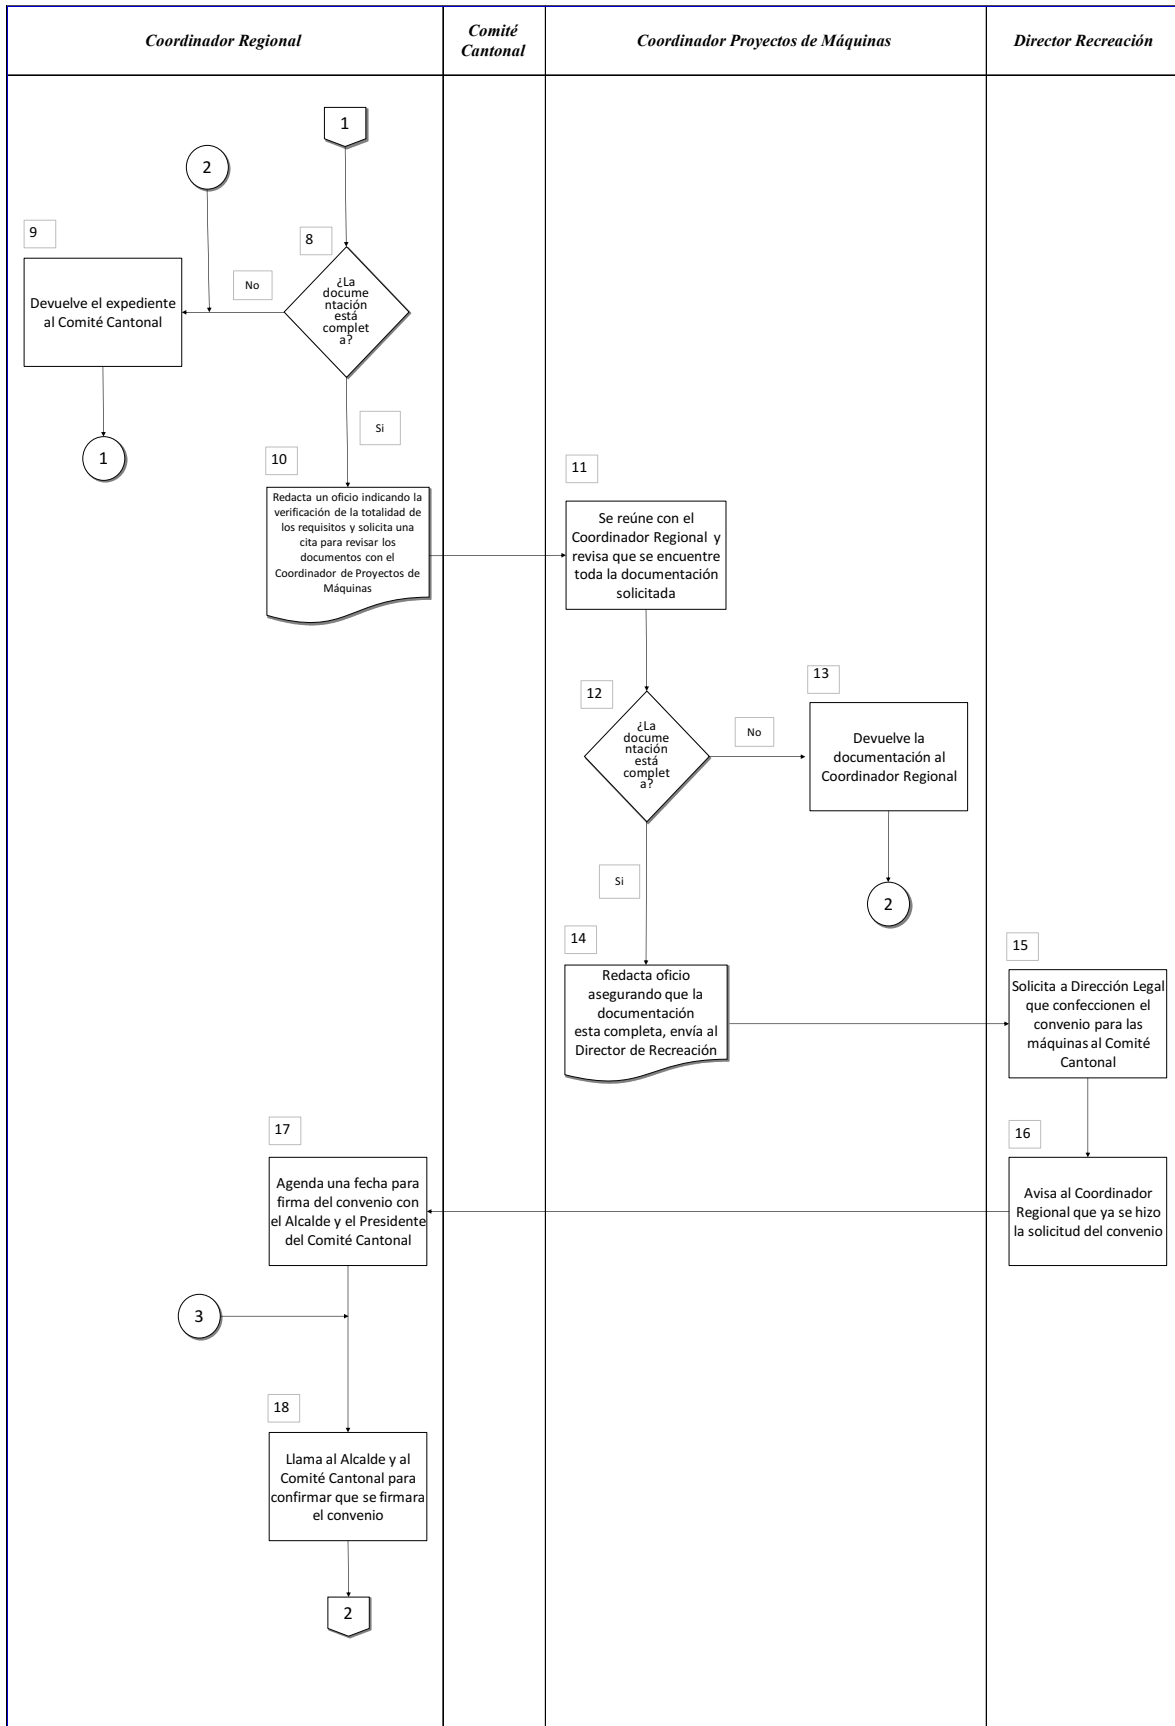 Coordinador Regional
Comité
Cantonal
Coordinador Proyectos de Máquinas
Director Recreación
1
2
9
8
Devuelve el expediente
al Comité Cantonal
No
¿La
docume
ntación
está
complet
a?
Si
1
10
Redacta un oficio indicando la
verificación de la totalidad de
los requisitos y solicita una
cita para revisar los
documentos con el
Coordinador de Proyectos de
Máquinas
11
Se reúne con el
Coordinador Regional y
revisa que se encuentre
toda la documentación
solicitada
12
¿La
docume
ntación
está
complet
a?
No
13
Devuelve la
documentación al
Coordinador Regional
Si
2
14
Redacta oficio
asegurando que la
documentación
esta completa, envía al
Director de Recreación
15
Solicita a Dirección Legal
que confeccionen el
convenio para las
máquinas al Comité
Cantonal
16
Avisa al Coordinador
Regional que ya se hizo
la solicitud del convenio
17
Agenda una fecha para
firma del convenio con
el Alcalde y el Presidente
del Comité Cantonal
3
18
Llama al Alcalde y al
Comité Cantonal para
confirmar que se firmara
el convenio
2